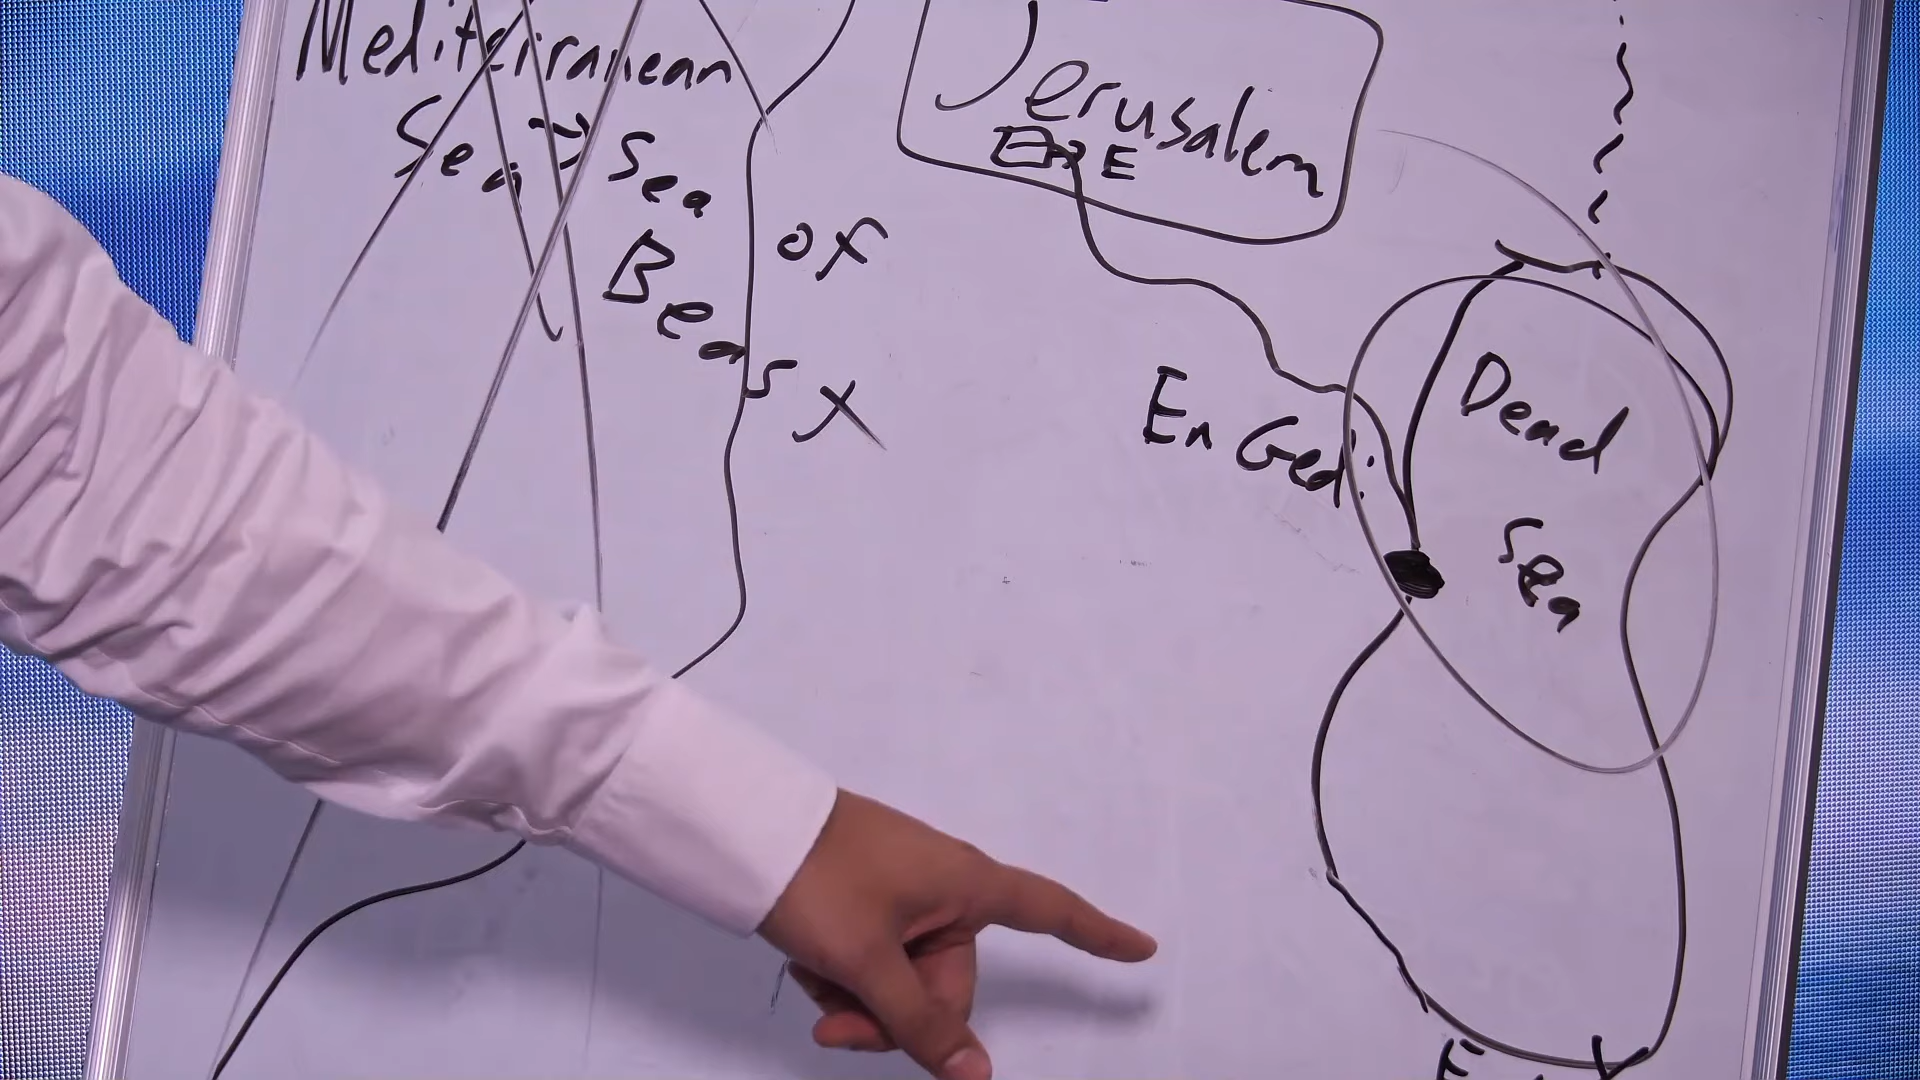 Mediterranean
Sea → Sea
of
Beasx
Jerusalem
E
En Gedi
Dead
Sea